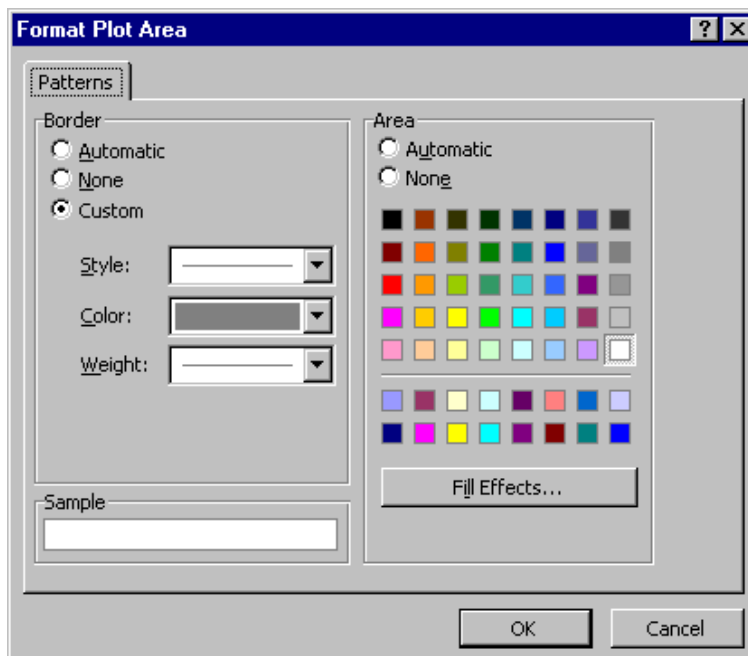 Format Plot Area
Patterns
Border
Automatic
None
Custom
Style:
Color:
Weight:
Sample
Area
Automatic
None
Fill Effects...
OK
Cancel